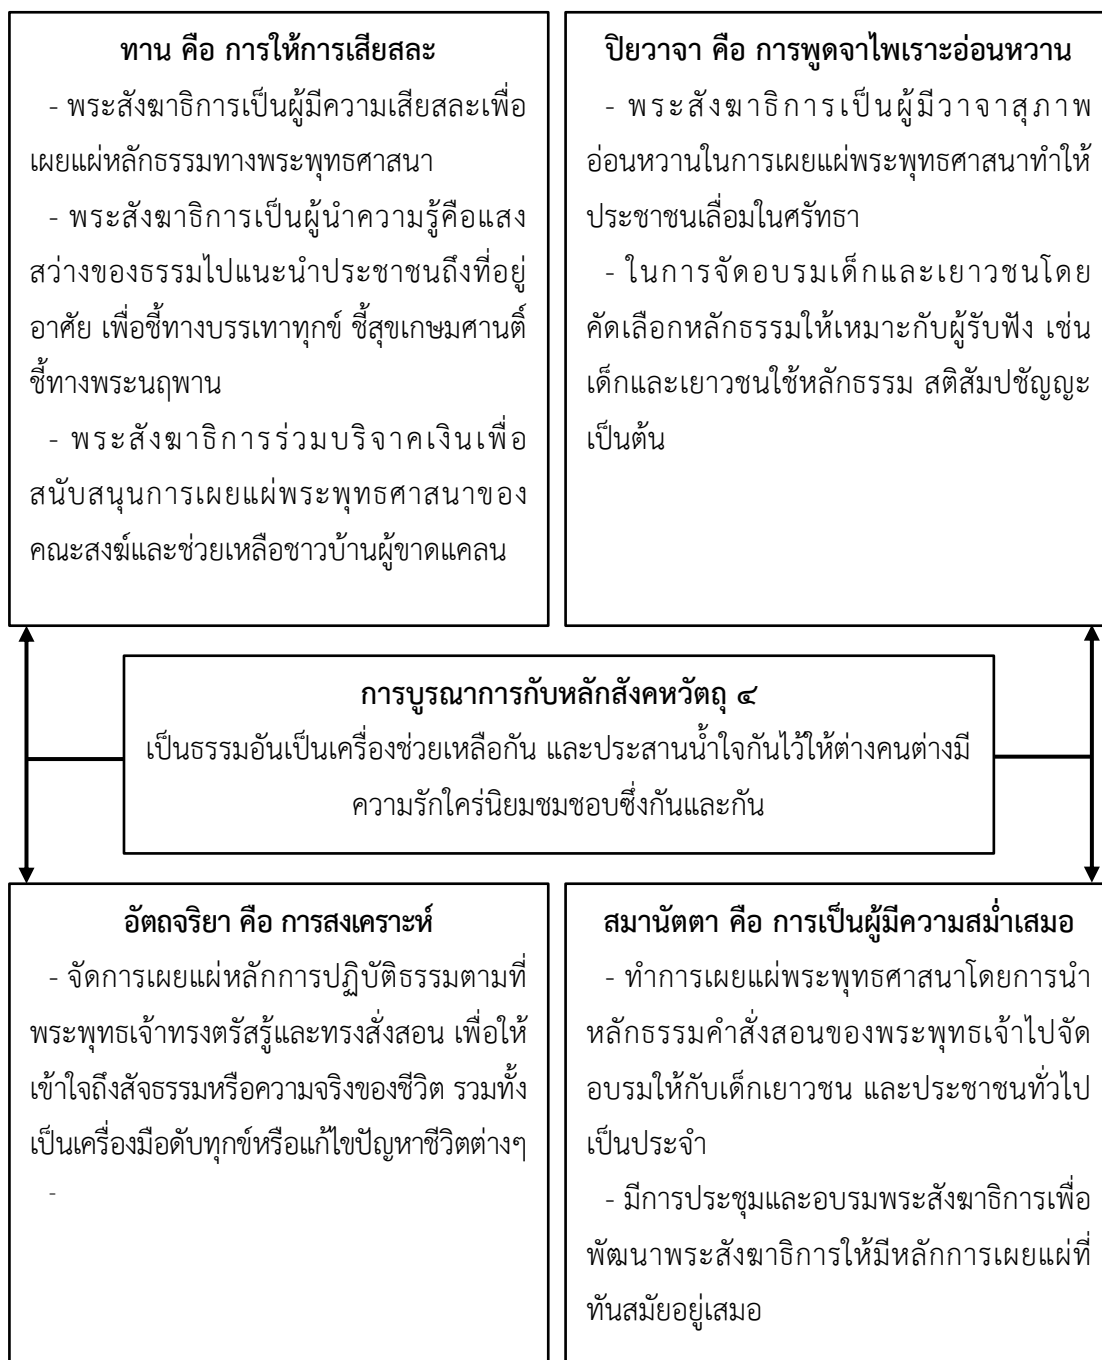 ทาน คือ การให้การเสียสละ
- พระสังฆาธิการเป็นผู้มีความเสียสละเพื่อ
เผยแผ่หลักธรรมทางพระพุทธศาสนา
- พระสังฆาธิการเป็นผู้นำความรู้คือแสง
สว่างของธรรมไปแนะนำประชาชนถึงที่อยู่
อาศัย เพื่อชี้ทางบรรเทาทุกข์ ชี้สุขเกษมศานติ์
ชี้ทางพระนฤพาน
- พระสังฆาธิการร่วมบริจาคเงินเพื่อ
สนับสนุนการเผยแผ่พระพุทธศาสนาของ
คณะสงฆ์และช่วยเหลือชาวบ้านผู้ขาดแคลน
ปิยวาจา คือ การพูดจาไพเราะอ่อนหวาน
- พระสังฆาธิการเป็นผู้มีวาจาสุภาพ
อ่อนหวานในการเผยแผ่พระพุทธศาสนาทำให้
ประชาชนเลื่อมในศรัทธา
- ในการจัดอบรมเด็กและเยาวชนโดย
คัดเลือกหลักธรรมให้เหมาะกับผู้รับฟัง เช่น
เด็กและเยาวชนใช้หลักธรรม สติสัมปชัญญะ
เป็นต้น
การบูรณาการกับหลักสังคหวัตถุ ๔
เป็นธรรมอันเป็นเครื่องช่วยเหลือกัน และประสานน้ำใจกันไว้ให้ต่างคนต่างมี
ความรักใคร่นิยมชมชอบซึ่งกันและกัน
อัตถจริยา คือ การสงเคราะห์
- จัดการเผยแผ่หลักการปฏิบัติธรรมตามที่
พระพุทธเจ้าทรงตรัสรู้และทรงสั่งสอน เพื่อให้
เข้าใจถึงสัจธรรมหรือความจริงของชีวิต รวมทั้ง
เป็นเครื่องมือดับทุกข์หรือแก้ไขปัญหาชีวิตต่างๆ
-
สมานัตตา คือ การเป็นผู้มีความสม่ำเสมอ
- ทำการเผยแผ่พระพุทธศาสนาโดยการนำ
หลักธรรมคำสั่งสอนของพระพุทธเจ้าไปจัด
อบรมให้กับเด็กเยาวชน และประชาชนทั่วไป
เป็นประจำ
- มีการประชุมและอบรมพระสังฆาธิการเพื่อ
พัฒนาพระสังฆาธิการให้มีหลักการเผยแผ่ที่
ทันสมัยอยู่เสมอ